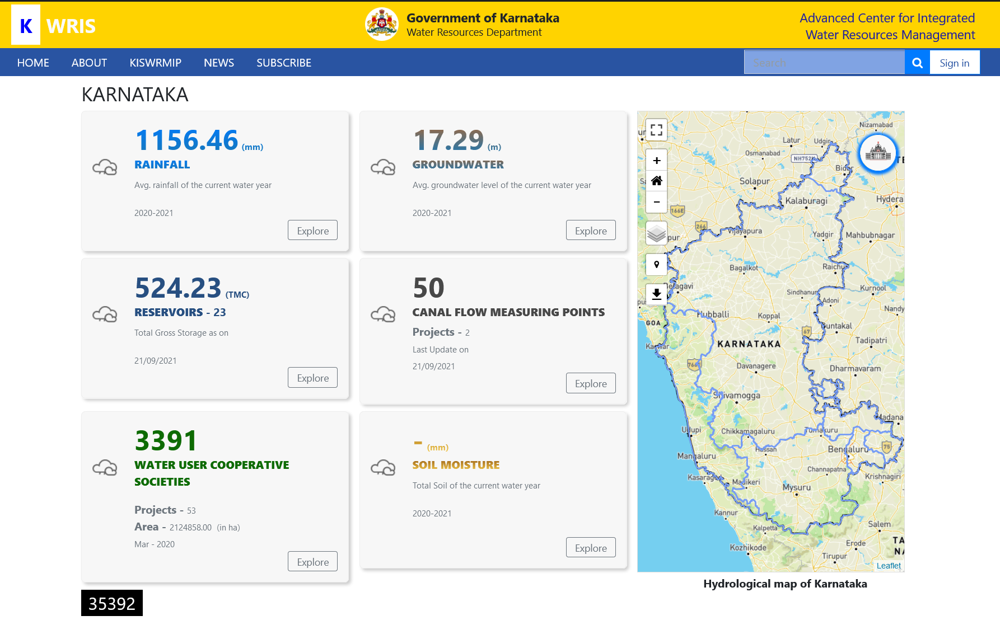 K WRIS
Government of Karnataka
Water Resources Department
Advanced Center for Integrated
Water Resources Management
HOME ABOUT KISWRMIP NEWS SUBSCRIBE
Search
Sign in
KARNATAKA
1156.46 (mm)
RAINFALL
Avg. rainfall of the current water year
2020-2021
Explore
17.29 (m)
GROUNDWATER
Avg. groundwater level of the current water year
2020-2021
Explore
524.23 (TMC)
RESERVOIRS - 23
Total Gross Storage as on
21/09/2021
Explore
50
CANAL FLOW MEASURING POINTS
Projects - 2
Last Update on
21/09/2021
Explore
3391
WATER USER COOPERATIVE
SOCIETIES
Projects - 53
Area - 2124858.00 (in ha)
Mar - 2020
Explore
- (mm)
SOIL MOISTURE
Total Soil of the current water year
2020-2021
Explore
+
−
Nizamabad
Latur
Udgir
Osmanabad
NH752K
Bidar
Solapur
Kalaburagi
Hydera
166E
266
Vijayapura
Yadgir
Mahbubnagar
pur
Bagalkot
Raichur
Belagavi
Sindhanur
Kurnool
Adoni
Nandy
Hubballi
Koppal
GOA
67
Guntakal
Tadipatri
Karwar
KARNATAKA
766E
Davanagere
Dharmavaram
Shivamogga
Madana
Udupi
Chikkamagaluru
Tumakuru
Hassan
Bengaluru
75
Mangaluru
Channapatna
Krishnagiri
Kasaragod
Madikeri
Mysuru
Kannur
Kalpetta
Salem
Kozhikode
Erode
TA
NA
Tirupur
Leaflet
Hydrological map of Karnataka
35392